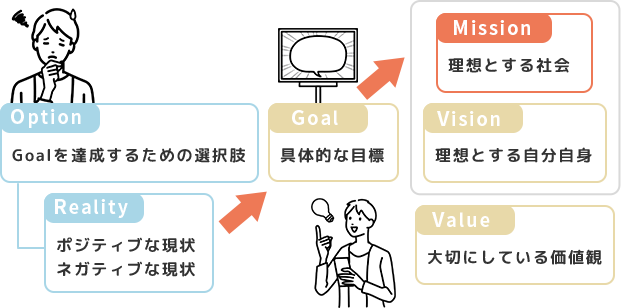 Option
Goalを達成するための選択肢
Reality
ポジティブな現状
ネガティブな現状
Goal
具体的な目標
Mission
理想とする社会
Vision
理想とする自分自身
Value
大切にしている価値観